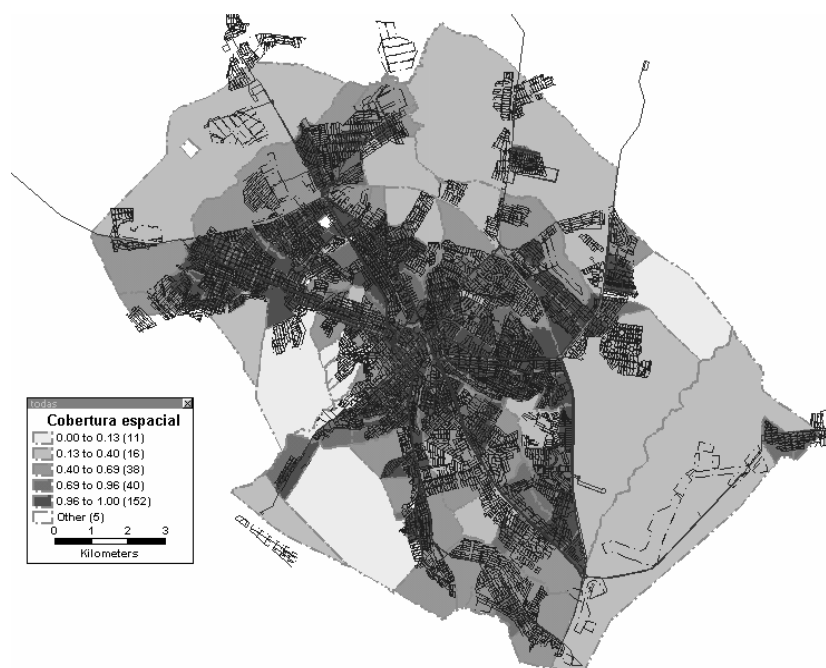 todas
Cobertura espacial
0.00 to 0.13 (11)
0.13 to 0.40 (16)
0.40 to 0.69 (38)
0.69 to 0.96 (40)
0.96 to 1.00 (152)
Other (5)
0 1 2 3
Kilometers